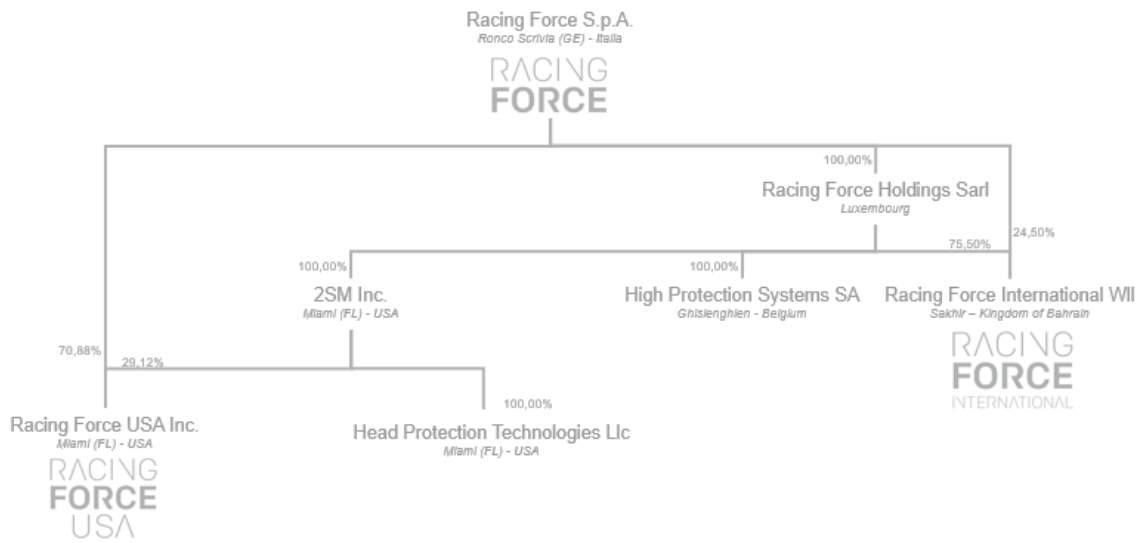 Racing Force S.p.A.
Ronco Scrivia (GE) - Italia
RACING
FORCE
100,00%
Racing Force Holdings Sarl
Luxembourg
24,50%
75,50%
100,00%
100,00%
2SM Inc.
Miami (FL) - USA
High Protection Systems SA
Ghislenghien - Belgium
Racing Force International Wll
Sakhir – Kingdom of Bahrain
RACING
FORCE
INTERNATIONAL
70,88%
29,12%
100,00%
Racing Force USA Inc.
Miami (FL) - USA
RACING
FORCE
USA
Head Protection Technologies Llc
Miami (FL) - USA